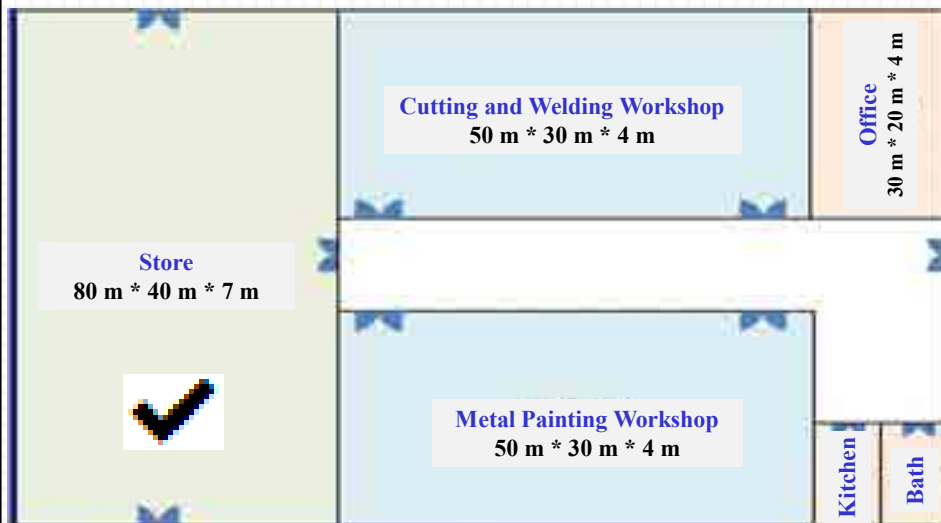 Cutting and Welding Workshop
50 m * 30 m * 4 m
Office
30 m * 20 m * 4 m
Store
80 m * 40 m * 7 m
Metal Painting Workshop
50 m * 30 m * 4 m
Kitchen
Bath